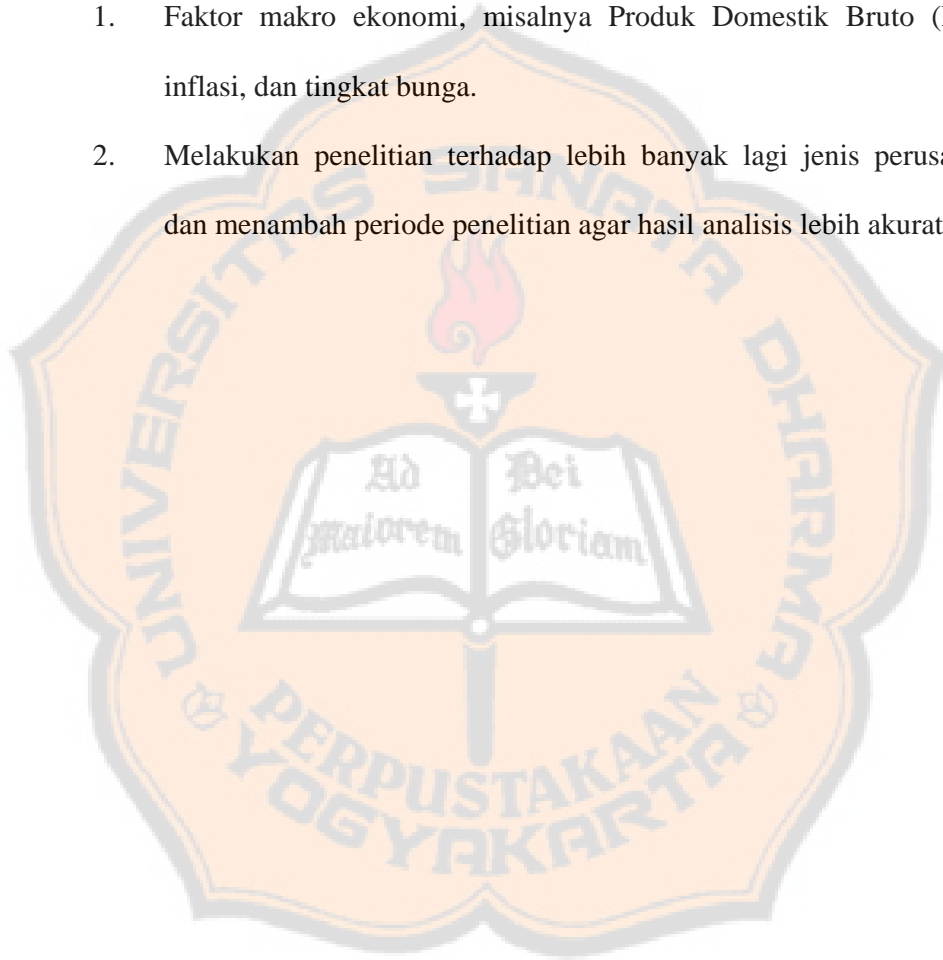 1. Faktor makro ekonomi, misalnya Produk Domestik Bruto (
inflasi, dan tingkat bunga.
2. Melakukan penelitian terhadap lebih banyak lagi jenis
dan menambah periode penelitian agar hasil analisis lebih akurat
UNIVERSITAS SANATA DHARMA
Ad Dei
maiorem Gloriam
PERPUSTAKAAN
YOGYAKARTA